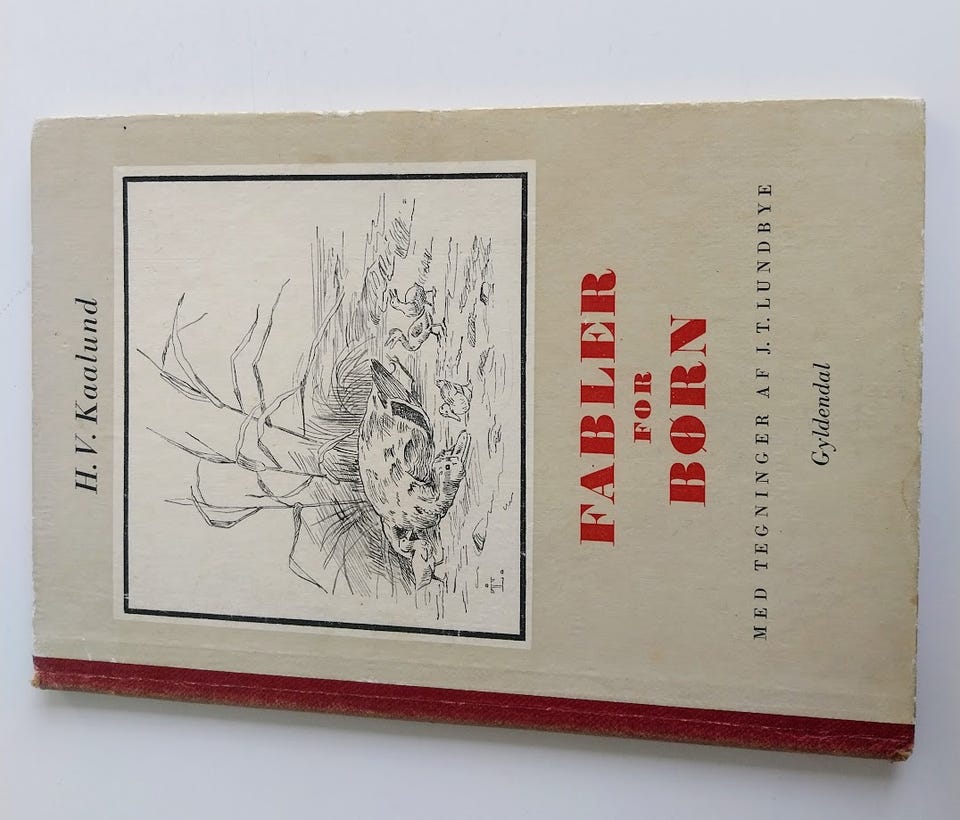 H.V. Kaalund
T.L.
FABLER
FOR
BØRN
MED TEGNINGER AF J.T. LUNDBYE
Gyldendal